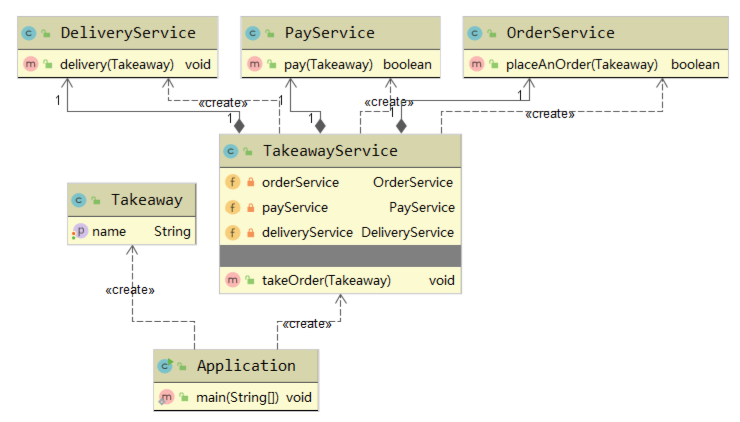 DeliveryService
delivery(Takeaway) void
PayService
pay(Takeaway) boolean
OrderService
placeAnOrder(Takeaway) boolean
1
«create»
1
1
«create»
1
1
«create»
1
TakeawayService
orderService OrderService
payService PayService
deliveryService DeliveryService
takeOrder(Takeaway) void
Takeaway
name String
«create»
«create»
Application
main(String[]) void